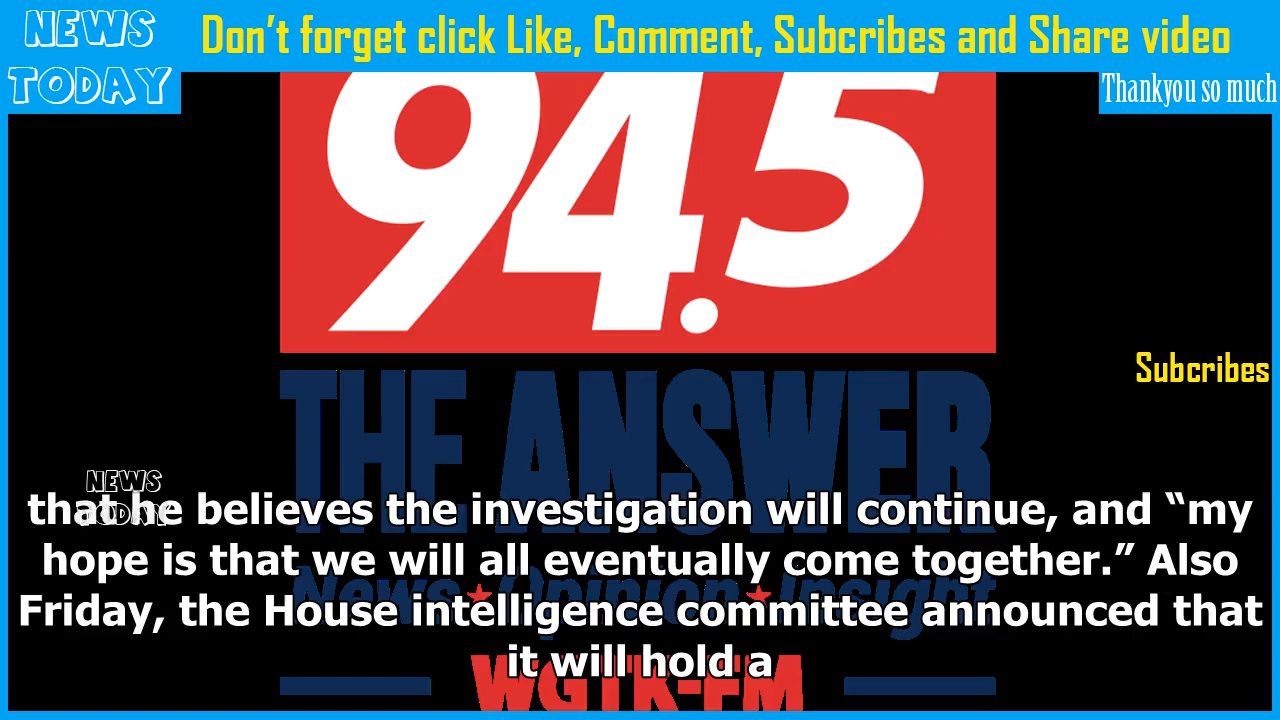 NEWS
TODAY
Don't forget click Like, Comment, Subcribes and Share video
Thankyou so much
94.5
THE ANSWER
Subcribes
NEWS
TODAY
that he believes the investigation will continue, and “my
hope is that we will all eventually come together.” Also
Friday, the House intelligence committee announced that
it will hold a
News ★ Opinion ★ Insight
WGTK-FM